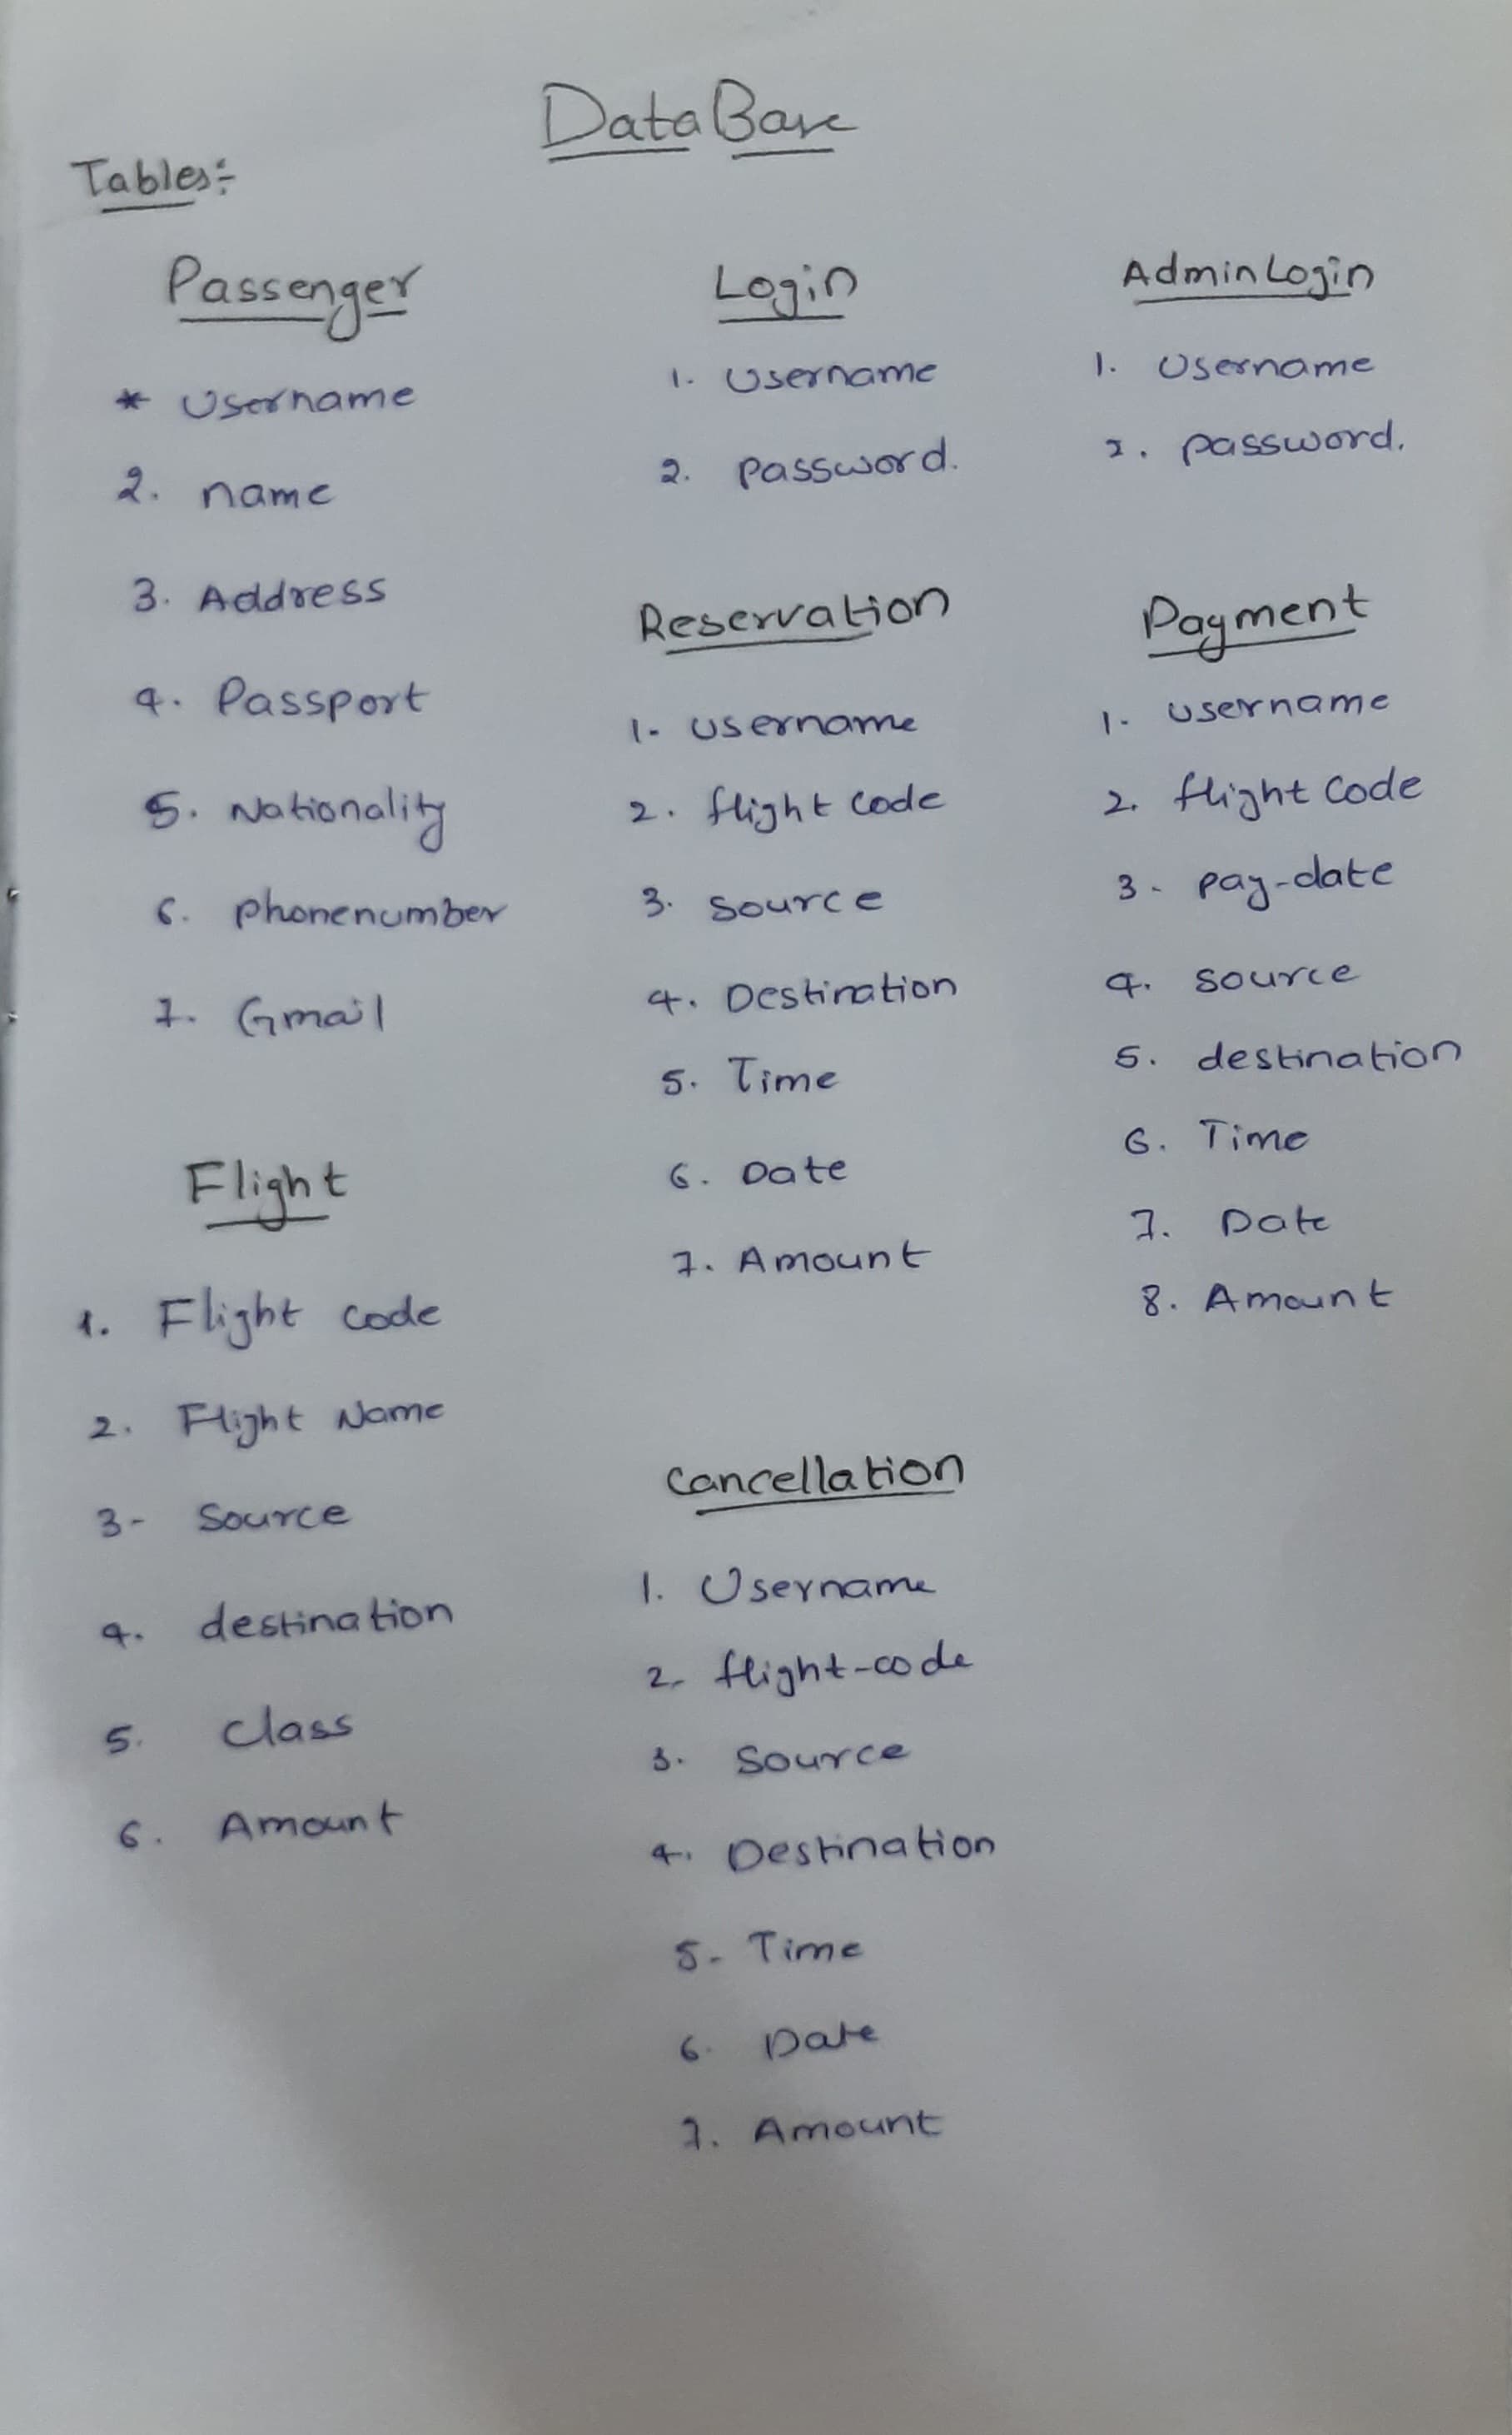 DataBase
Tables:-
Passenger
* Username
2. name
3. Address
4. Passport
5. Nationality
6. Phonenumber
7. Gmail
Flight
1. Flight code
2. Flight Name
3- Source
4. destination
5. Class
6. Amount
Login
1. Username
2. Password.
Reservation
1. username
2. flight code
3. Source
4. Destination
5. Time
6. Date
7. Amount
Cancellation
1. Username
2. flight-code
3. Source
4. Destination
5- Time
6. Date
7. Amount
AdminLogin
1. Username
2. Password.
Payment
1- username
2. flight code
3- pay-date
4. source
5. destination
6. Time
7. Date
8. Amount